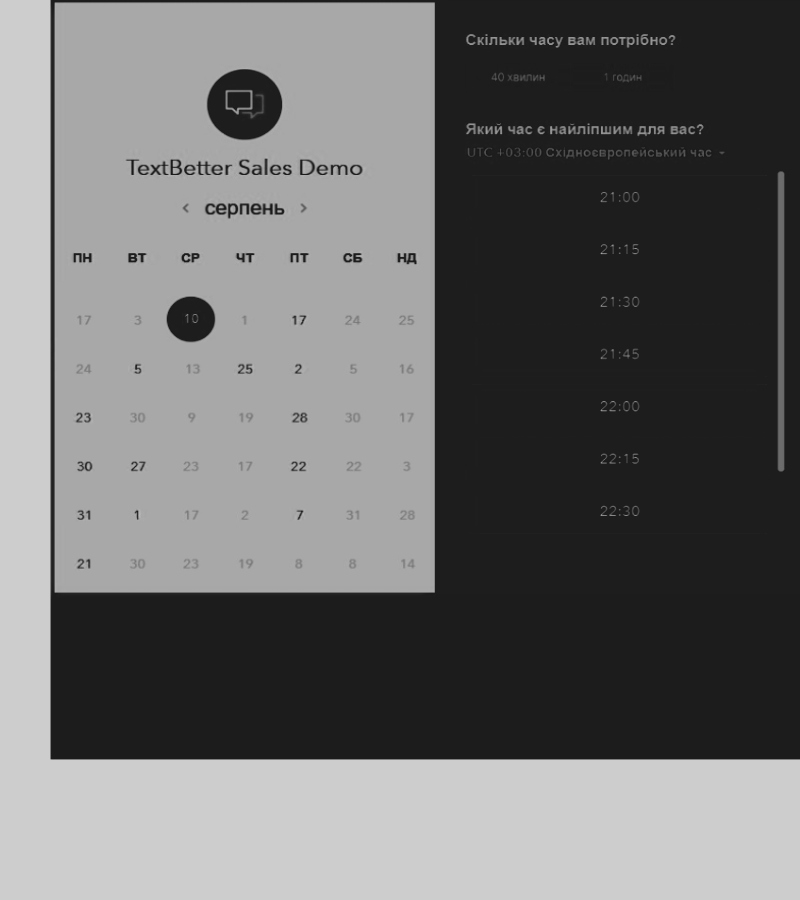 TextBetter Sales Demo
< серпень >
ПН ВТ СР ЧТ ПТ СБ НД
17 3 10 1 17 24 25
24 5 13 25 2 5 16
23 30 9 19 28 30 17
30 27 23 17 22 22 3
31 1 17 2 7 31 28
21 30 23 19 8 8 14
Скільки часу вам потрібно?
40 хвилин 1 годин
Який час є найліпшим для вас?
UTC +03:00 Східноєвропейський час
21:00
21:15
21:30
21:45
22:00
22:15
22:30